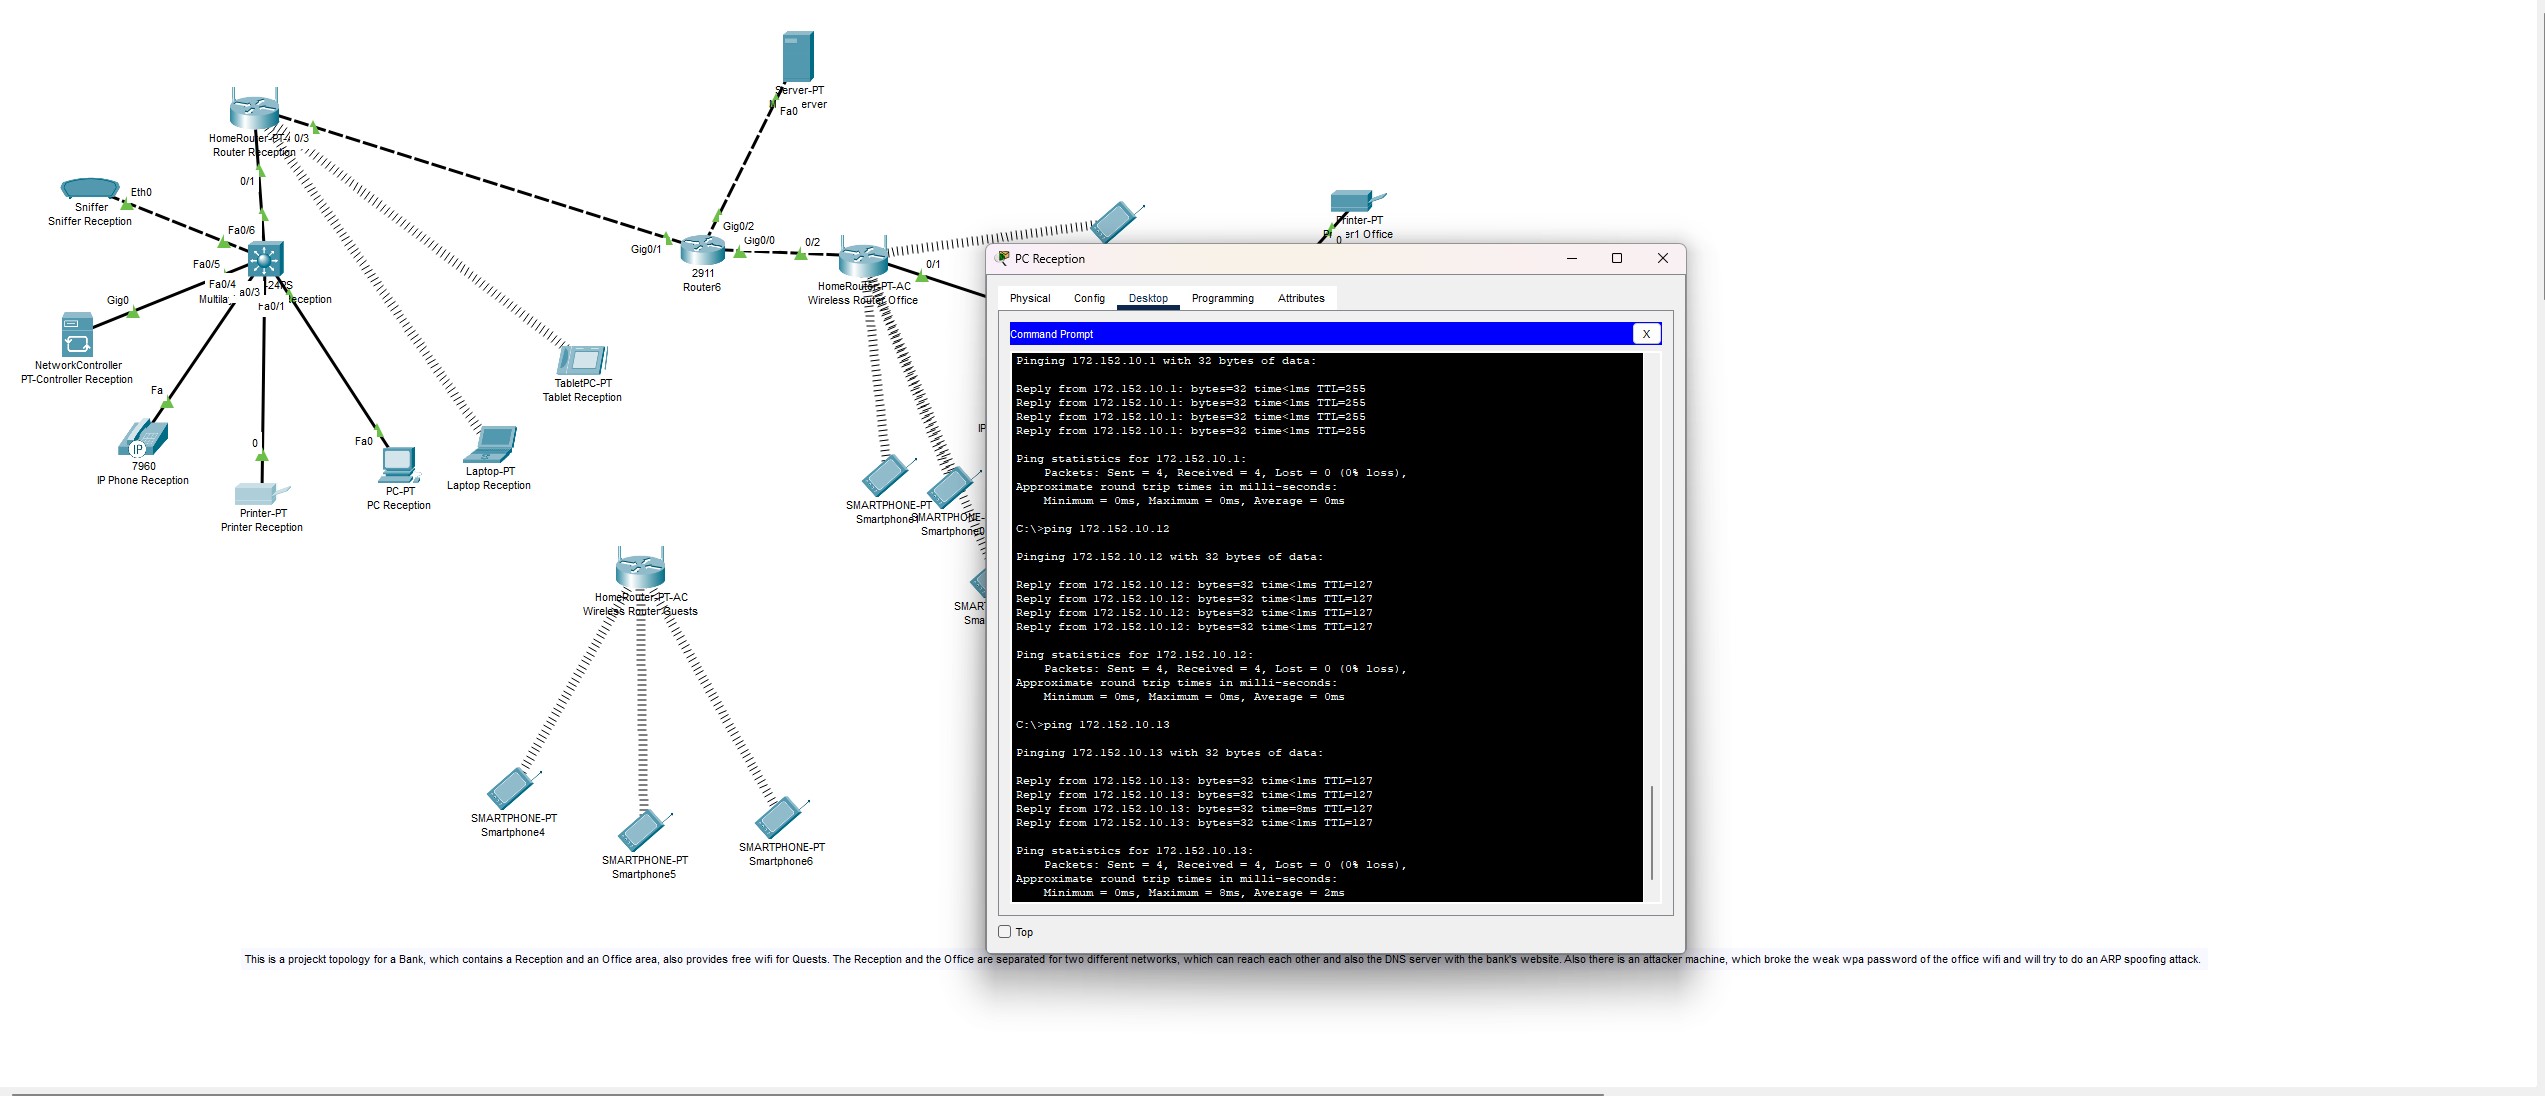 Server-PT
erver
Fa0
HomeRouter-PT-
0/3
Router Reception
0/1
Eth0
Sniffer
Sniffer Reception
Fa0/6
Fa0/5
Fa0/4
-24PS
Multila
a0/3
eception
Fa0/1
Gig0
NetworkController
PT-Controller Reception
Fa
IP
7960
IP Phone Reception
0
Printer-PT
Printer Reception
Fa0
PC-PT
PC Reception
Laptop-PT
Laptop Reception
TabletPC-PT
Tablet Reception
Gig0/2
Gig0/1
Gig0/0
0/2
2911
Router6
0/1
HomeRouter-PT-AC
Wireless Router Office
Printer-PT
er1 Office
0
IP
SMARTPHONE-PT
Smartphone
SMARTPHONE-
Smartphone0
SMAR
Sma
HomeRouter-PT-AC
Wireless Router Guests
SMARTPHONE-PT
Smartphone4
SMARTPHONE-PT
Smartphone5
SMARTPHONE-PT
Smartphone6
PC Reception
Physical Config Desktop Programming Attributes
Command Prompt
X
Pinging 172.152.10.1 with 32 bytes of data:
Reply from 172.152.10.1: bytes=32 time<1ms TTL=255
Reply from 172.152.10.1: bytes=32 time<1ms TTL=255
Reply from 172.152.10.1: bytes=32 time<1ms TTL=255
Reply from 172.152.10.1: bytes=32 time<1ms TTL=255
Ping statistics for 172.152.10.1:
Packets: Sent = 4, Received = 4, Lost = 0 (0% loss),
Approximate round trip times in milli-seconds:
Minimum = 0ms, Maximum = 0ms, Average = 0ms
C:\>ping 172.152.10.12
Pinging 172.152.10.12 with 32 bytes of data:
Reply from 172.152.10.12: bytes=32 time<1ms TTL=127
Reply from 172.152.10.12: bytes=32 time<1ms TTL=127
Reply from 172.152.10.12: bytes=32 time<1ms TTL=127
Reply from 172.152.10.12: bytes=32 time<1ms TTL=127
Ping statistics for 172.152.10.12:
Packets: Sent = 4, Received = 4, Lost = 0 (0% loss),
Approximate round trip times in milli-seconds:
Minimum = 0ms, Maximum = 0ms, Average = 0ms
C:\>ping 172.152.10.13
Pinging 172.152.10.13 with 32 bytes of data:
Reply from 172.152.10.13: bytes=32 time<1ms TTL=127
Reply from 172.152.10.13: bytes=32 time<1ms TTL=127
Reply from 172.152.10.13: bytes=32 time=8ms TTL=127
Reply from 172.152.10.13: bytes=32 time<1ms TTL=127
Ping statistics for 172.152.10.13:
Packets: Sent = 4, Received = 4, Lost = 0 (0% loss),
Approximate round trip times in milli-seconds:
Minimum = 0ms, Maximum = 8ms, Average = 2ms
Top
This is a projeckt topology for a Bank, which contains a Reception and an Office area, also provides free wifi for Quests. The Reception and the Office are separated for two different networks, which can reach each other and also the DNS server with the bank's website. Also there is an attacker machine, which broke the weak wpa password of the office wifi and will try to do an ARP spoofing attack.